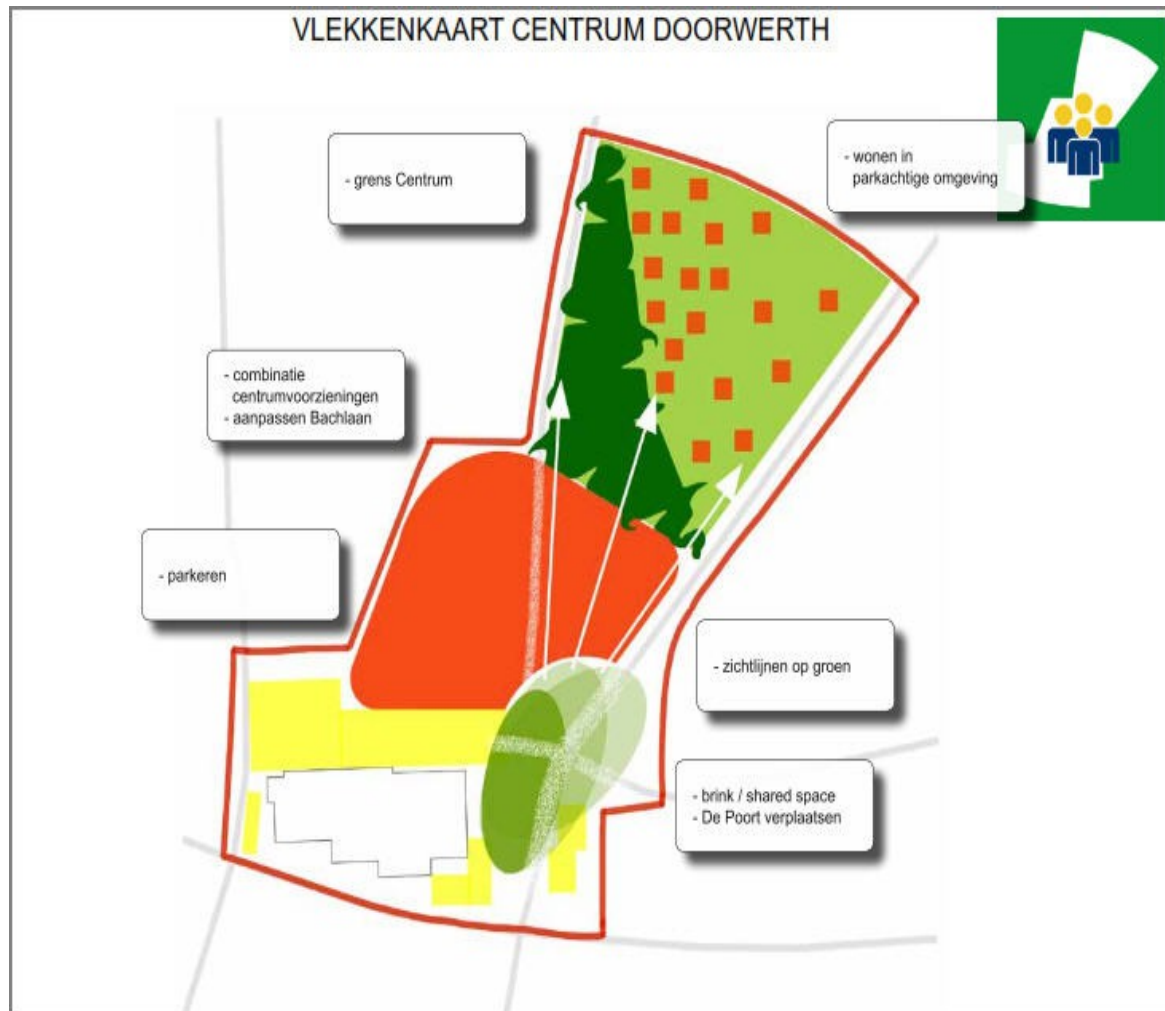 VLEKKENKAART CENTRUM DOORWERTH
- grens Centrum
- wonen in
parkachtige omgeving
- combinatie
centrumvoorzieningen
- aanpassen Bachlaan
- parkeren
- zichtlijnen op groen
- brink / shared space
- De Poort verplaatsen